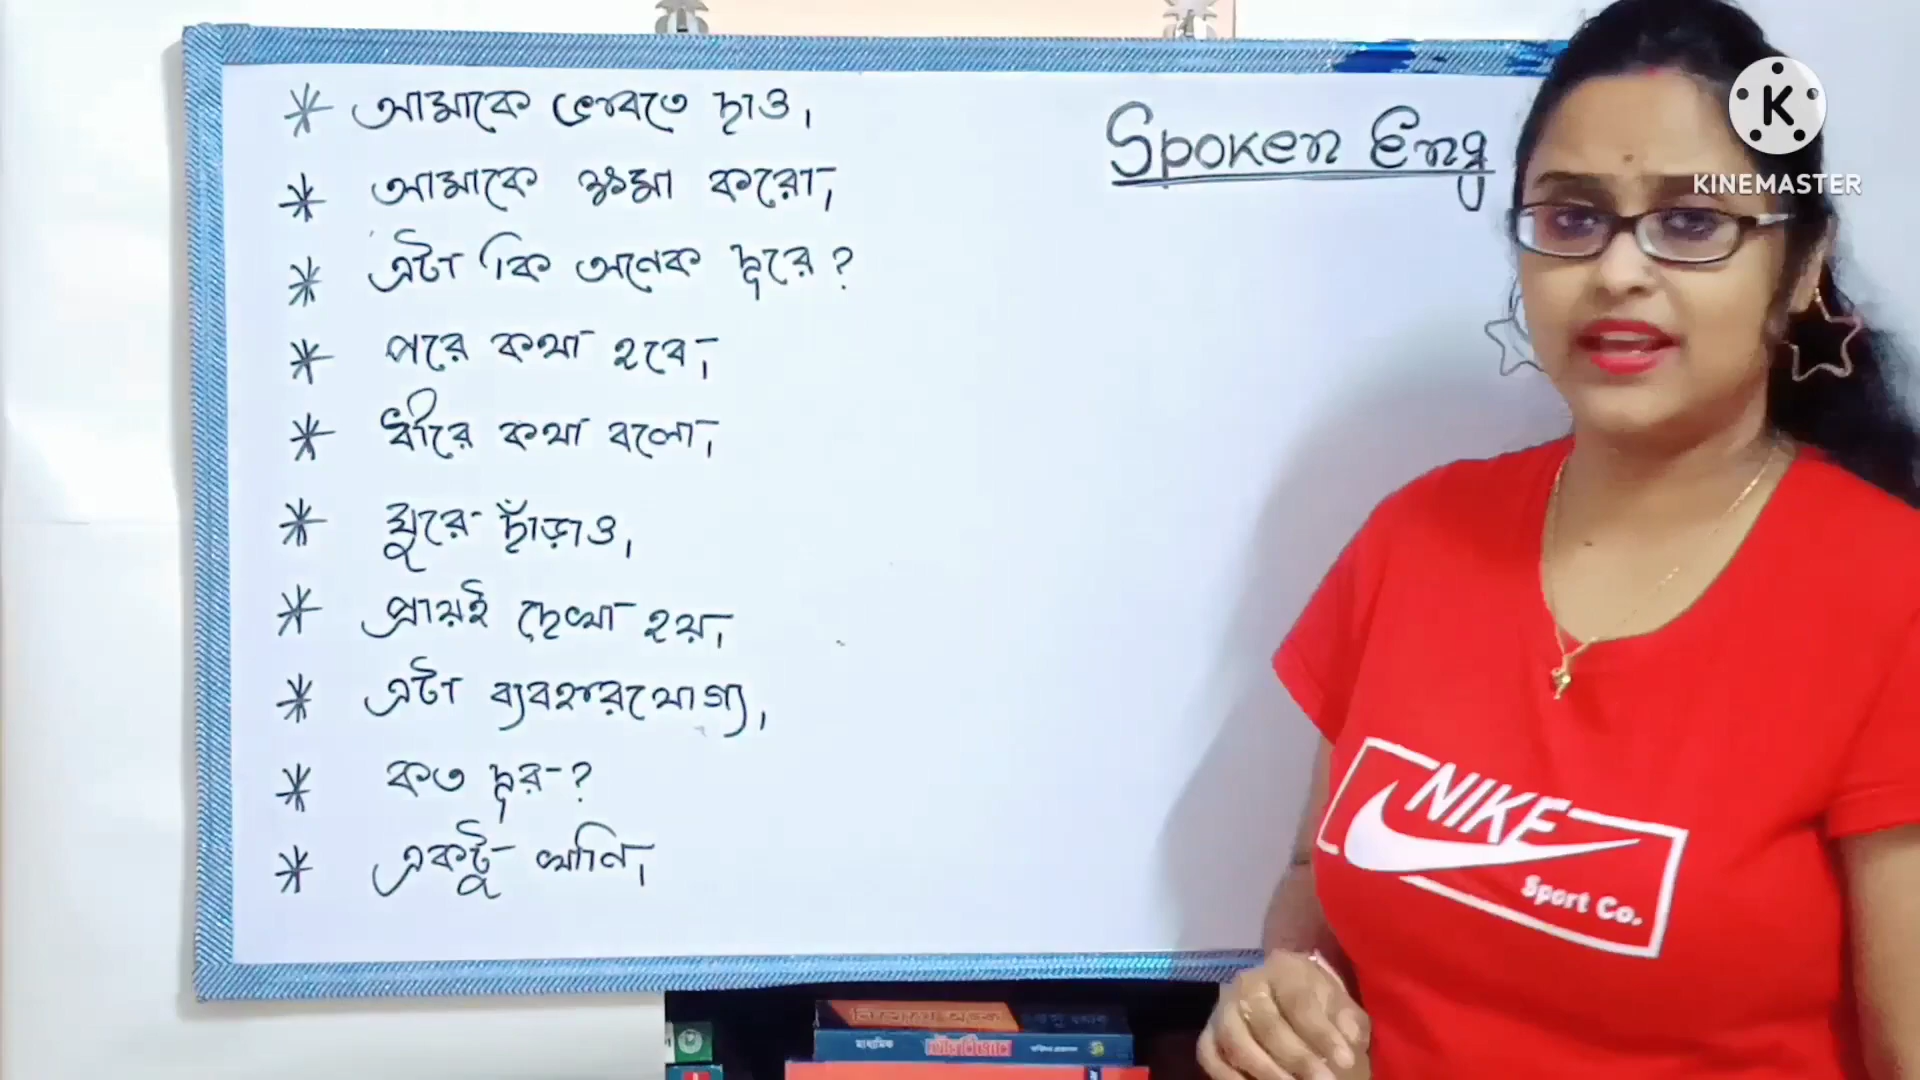 * আমাকে ভাবতে দাও।
* আমাকে ক্ষমা করো।
* এটা কি অনেক দূরে?
* পরে কথা হবে।
* ধীরে কথা বলো।
* ঘুরে দাঁড়াও।
* প্রায়ই দেখা হয়।
* এটা ব্যবহারযোগ্য।
* কত দূর?
* একটু খানি।
Spoken Eng
K
KINEMASTER
NIKE
Sport Co.
মাধ্যমিক